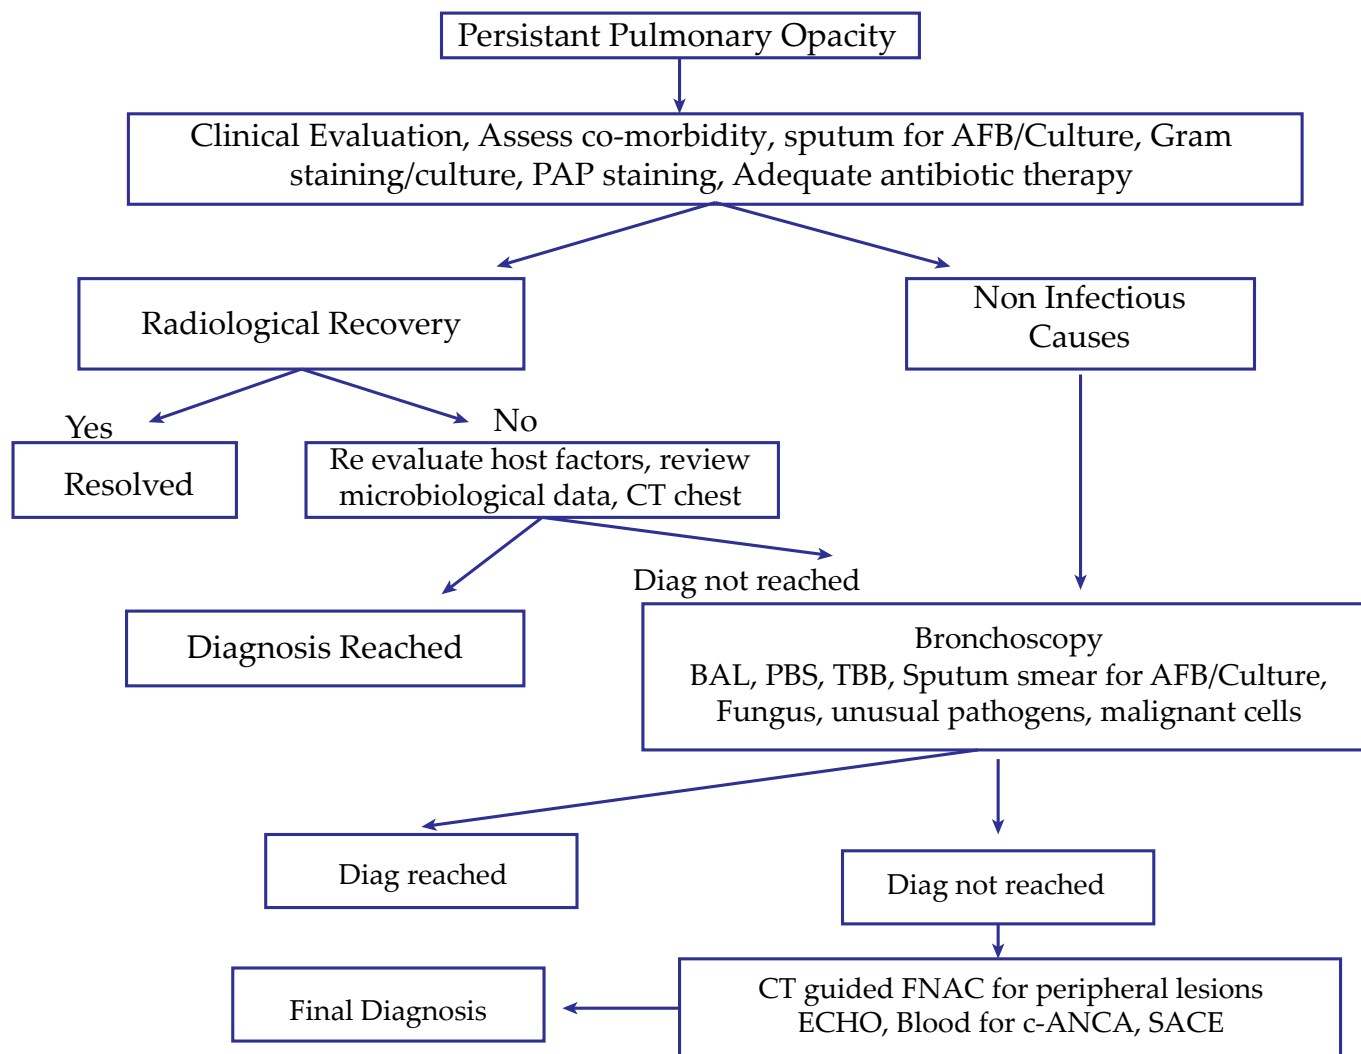 Persistant Pulmonary Opacity
Clinical Evaluation, Assess co-morbidity, sputum for AFB/Culture, Gram
staining/culture, PAP staining, Adequate antibiotic therapy
Radiological Recovery
Non Infectious
Causes
Yes
No
Resolved
Re evaluate host factors, review
microbiological data, CT chest
Diag not reached
Diagnosis Reached
Bronchoscopy
BAL, PBS, TBB, Sputum smear for AFB/Culture,
Fungus, unusual pathogens, malignant cells
Diag reached
Diag not reached
Final Diagnosis
CT guided FNAC for peripheral lesions
ECHO, Blood for c-ANCA, SACE